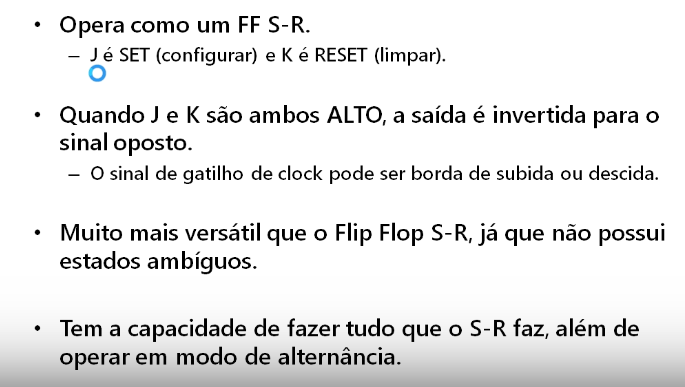 • Opera como um FF S-R.
– J é SET (configurar) e K é RESET (limpar).
• Quando J e K são ambos ALTO, a saída é invertida para o
sinal oposto.
– O sinal de gatilho de clock pode ser borda de subida ou descida.
• Muito mais versátil que o Flip Flop S-R, já que não possui
estados ambíguos.
• Tem a capacidade de fazer tudo que o S-R faz, além de
operar em modo de alternância.